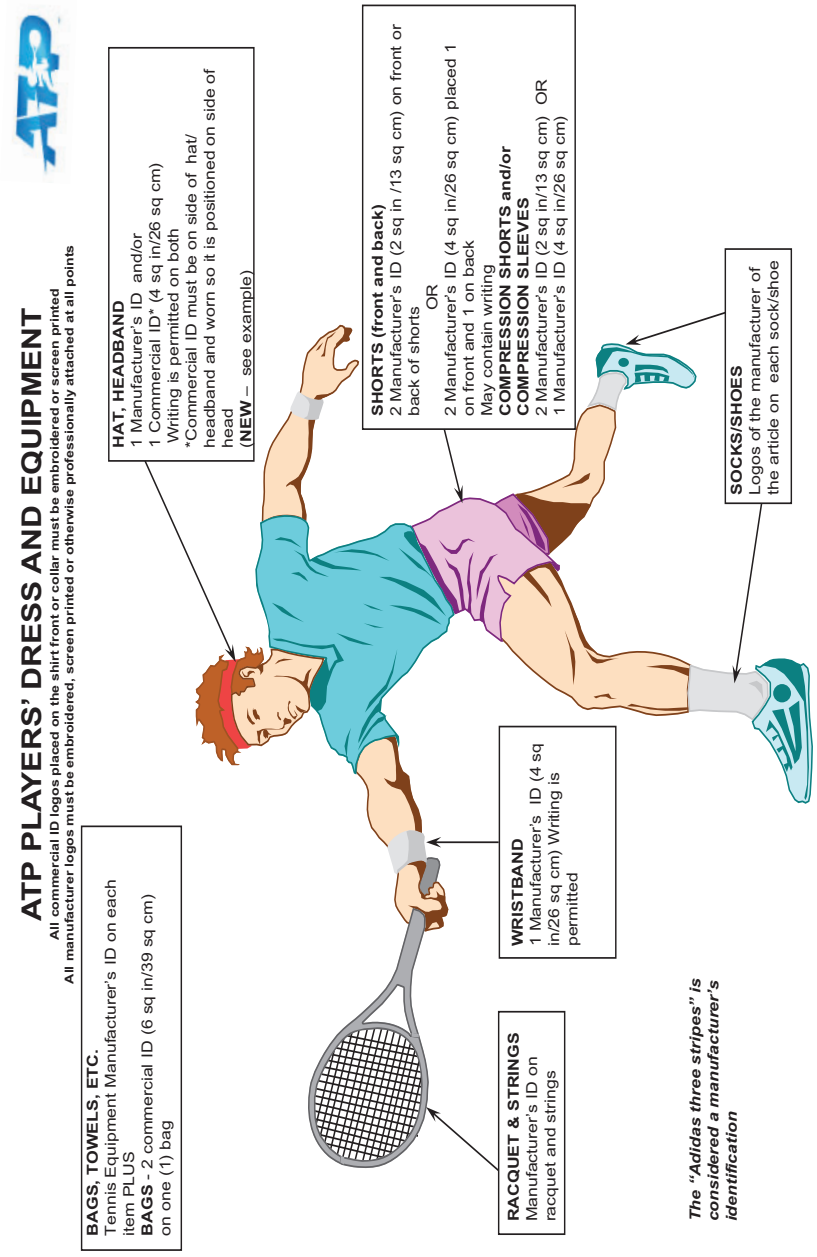 ATP
ATP PLAYERS’ DRESS AND EQUIPMENT
All commercial ID logos placed on the shirt front or collar must be embroidered or screen printed
All manufacturer logos must be embroidered, screen printed or otherwise professionally attached at all points
BAGS, TOWELS, ETC.
Tennis Equipment Manufacturer’s ID on each
item PLUS
BAGS - 2 commercial ID (6 sq in/39 sq cm)
on one (1) bag
HAT, HEADBAND
1 Manufacturer’s ID and/or
1 Commercial ID* (4 sq in/26 sq cm)
Writing is permitted on both
*Commercial ID must be on side of hat/
headband and worn so it is positioned on side of
head
(NEW – see example)
SHORTS (front and back)
2 Manufacturer’s ID (2 sq in /13 sq cm) on front or
back of shorts
OR
2 Manufacturer’s ID (4 sq in/26 sq cm) placed 1
on front and 1 on back
May contain writing
COMPRESSION SHORTS and/or
COMPRESSION SLEEVES
2 Manufacturer’s ID (2 sq in/13 sq cm) OR
1 Manufacturer’s ID (4 sq in/26 sq cm)
RACQUET & STRINGS
Manufacturer’s ID on
racquet and strings
WRISTBAND
1 Manufacturer’s ID (4 sq
in/26 sq cm) Writing is
permitted
SOCKS/SHOES
Logos of the manufacturer of
the article on each sock/shoe
The “Adidas three stripes” is
considered a manufacturer’s
identification